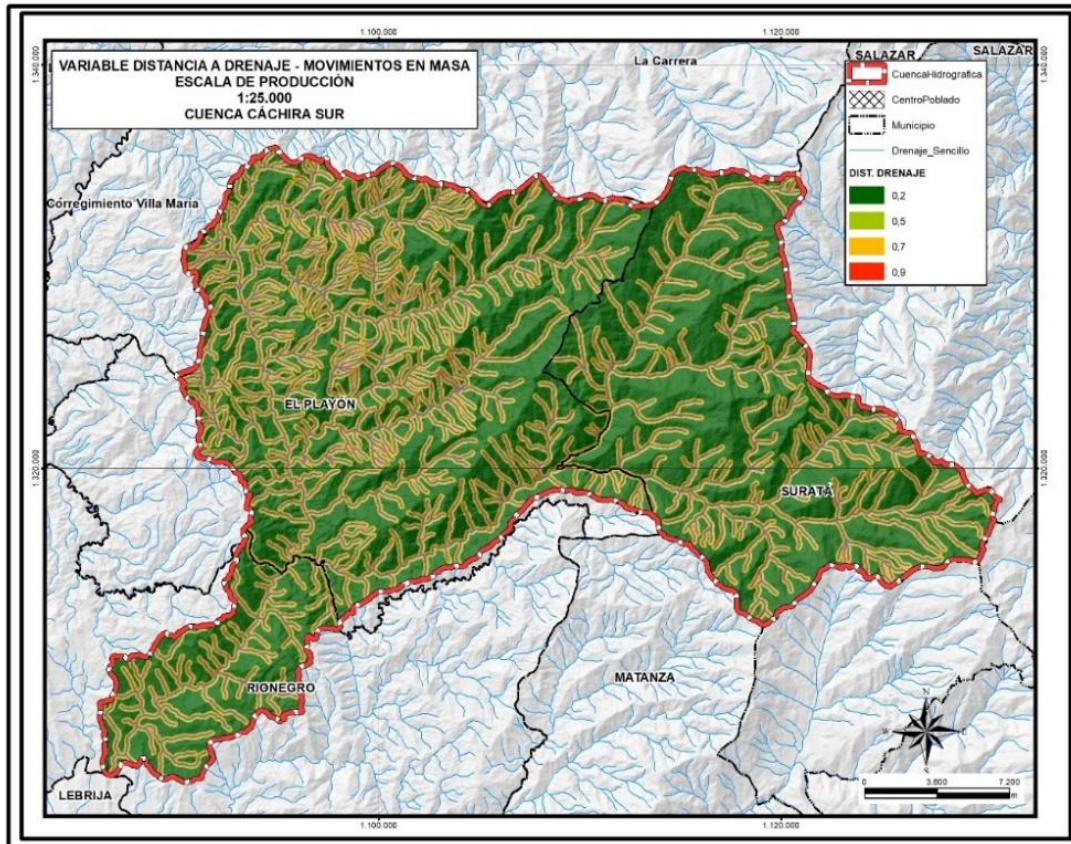 1.100.000
1.120.000
1.340.000
1.340.000
VARIABLE DISTANCIA A DRENAJE - MOVIMIENTOS EN MASA
ESCALA DE PRODUCCIÓN
1:25.000
CUENCA CÁCHIRA SUR
La Carrera
SALAZAR
SALAZAR
CuencaHidrografica
CentroPoblado
Municipio
Drenaje_Sencillo
DIST. DRENAJE
0,2
0,5
0,7
0,9
Corregimiento Villa Maria
EL PLAYÓN
1.320.000
1.320.000
SURATÁ
RIONEGRO
MATANZA
LEBRIJA
N
0
3.600
7.200
m
1.100.000
1.120.000